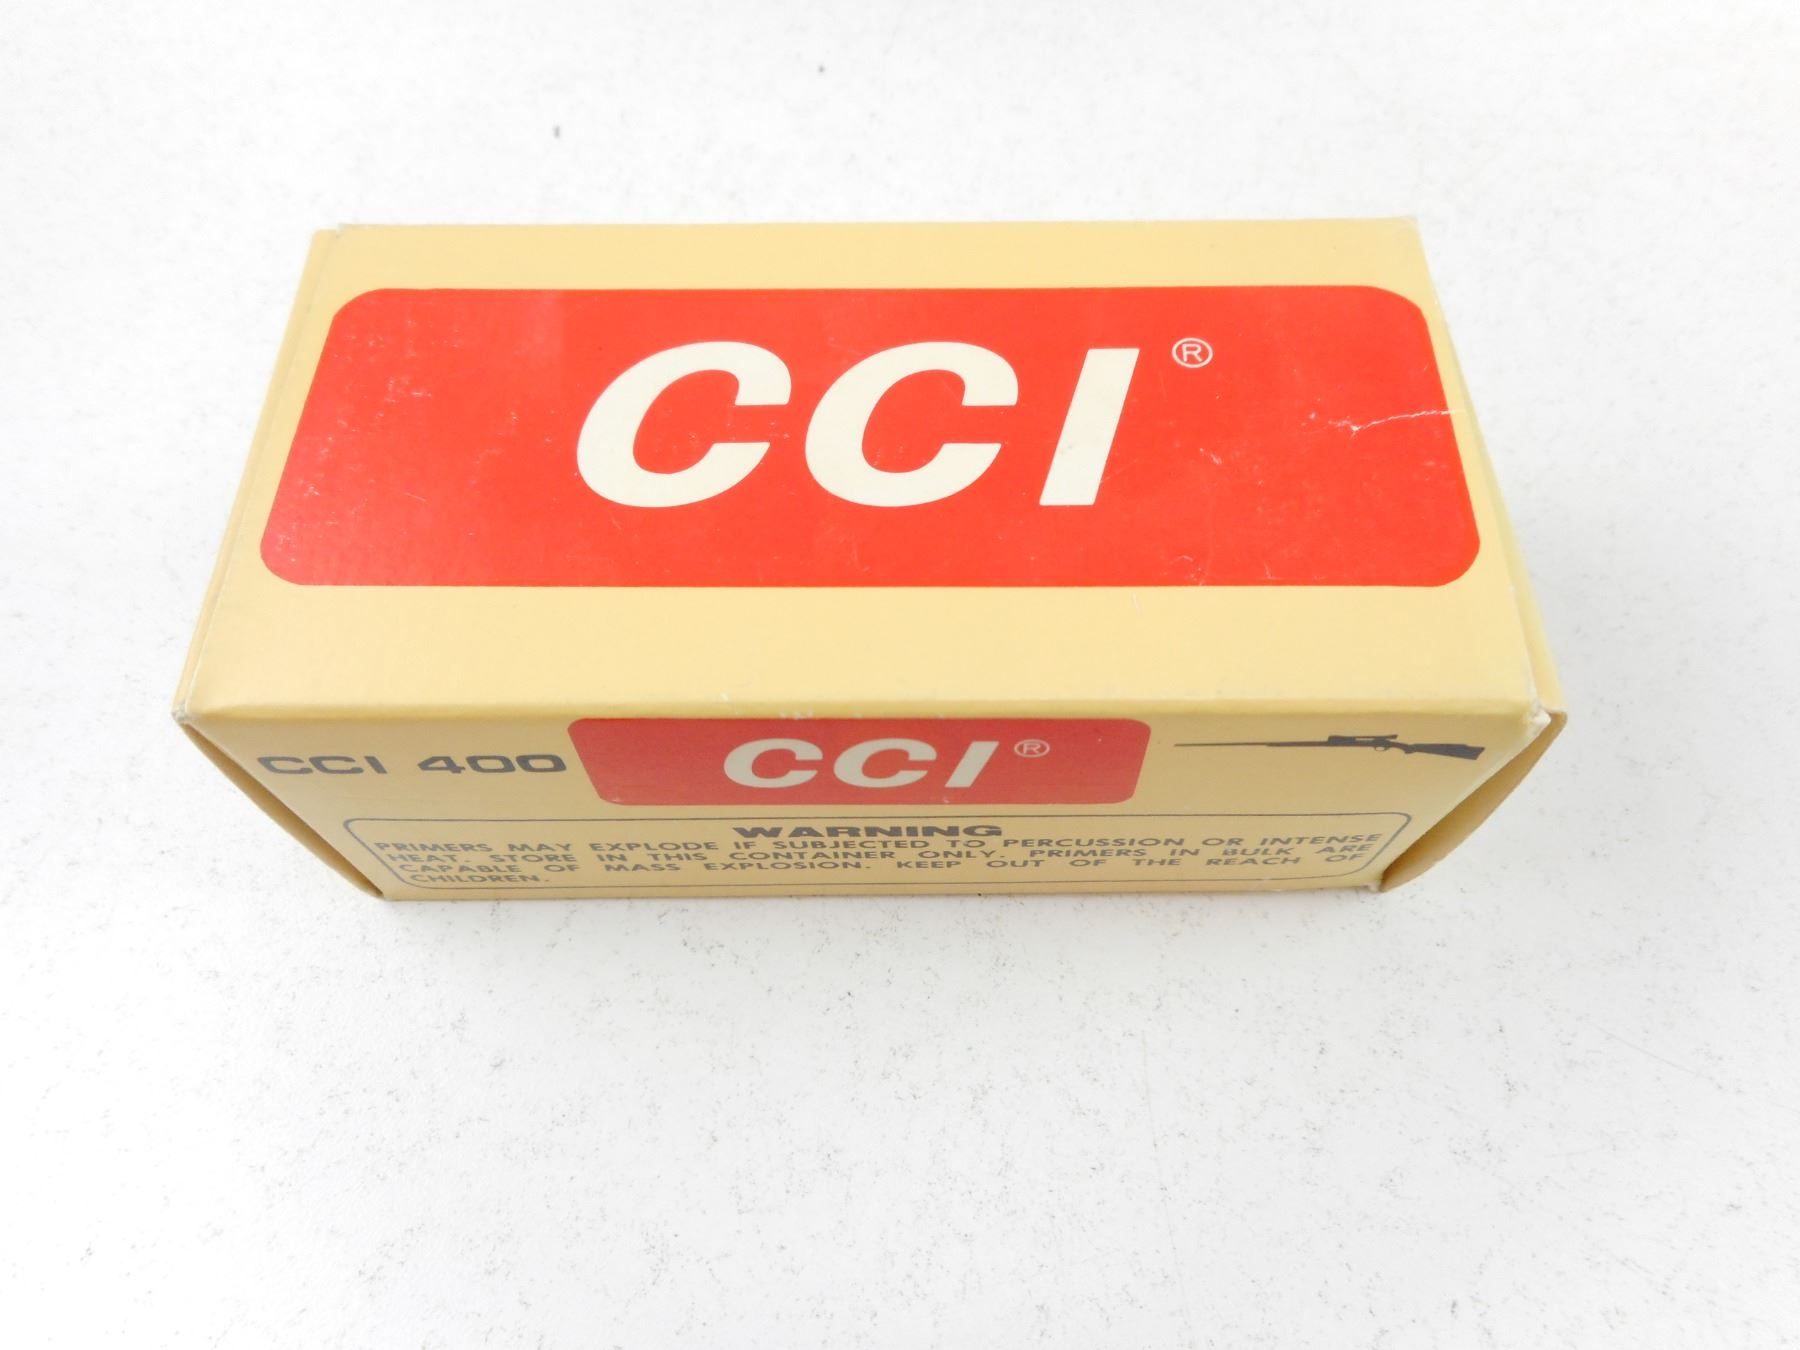 CCI®
CCI 400
CCI®
WARNING
PRIMERS MAY EXPLODE IF SUBJECTED TO PERCUSSION OR INTENSE
HEAT. STORE IN THIS CONTAINER ONLY. PRIMERS IN BULK ARE
CAPABLE OF MASS EXPLOSION. KEEP OUT OF THE REACH OF
CHILDREN.